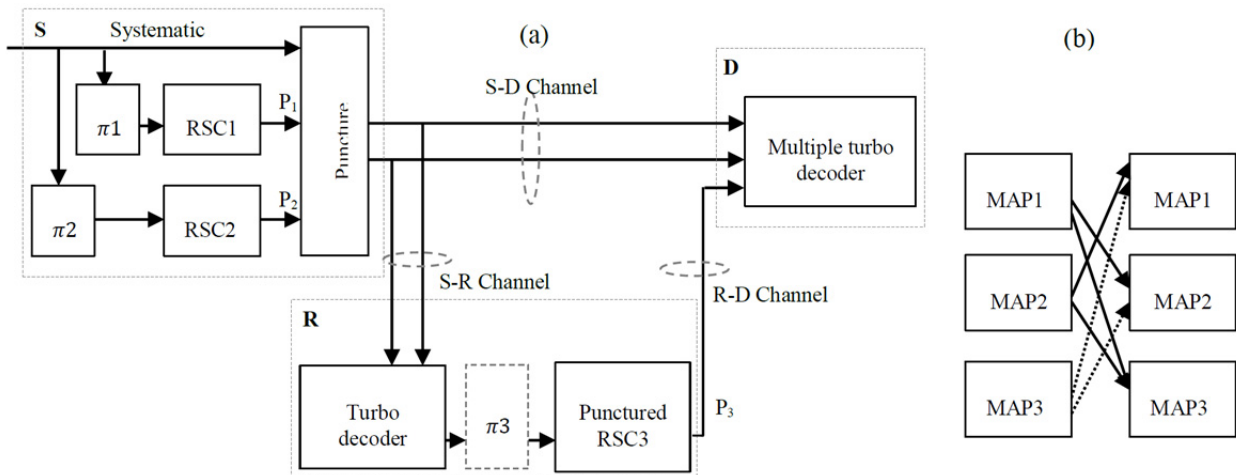 (a)
(b)
S
Systematic
π1
RSC1
P1
π2
RSC2
P2
Puncture
S-D Channel
D
Multiple turbo
decoder
S-R Channel
R-D Channel
R
Turbo
decoder
π3
Punctured
RSC3
P3
MAP1
MAP1
MAP2
MAP2
MAP3
MAP3